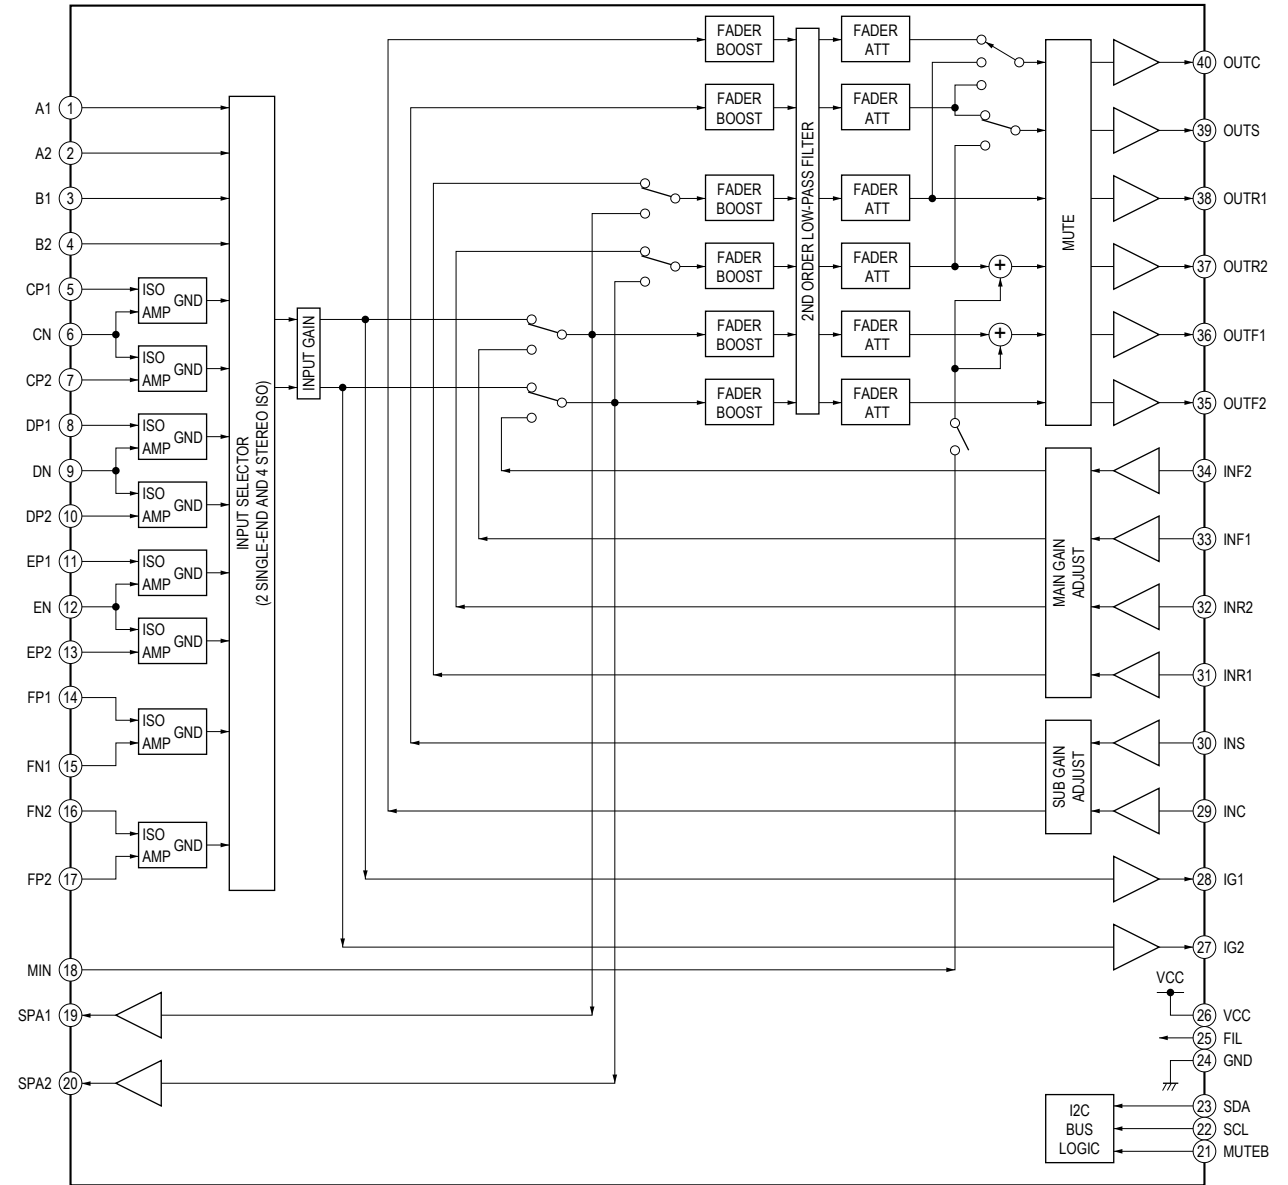 A1 1
A2 2
B1 3
B2 4
CP1 5
CN 6
CP2 7
DP1 8
DN 9
DP2 10
EP1 11
EN 12
EP2 13
FP1 14
FN1 15
FN2 16
FP2 17
MIN 18
SPA1 19
SPA2 20
ISO
AMP GND
ISO
AMP GND
ISO
AMP GND
ISO
AMP GND
ISO
AMP GND
ISO
AMP GND
ISO
AMP GND
ISO
AMP GND
INPUT SELECTOR
(2 SINGLE-END AND 4 STEREO ISO)
INPUT GAIN
FADER
BOOST
FADER
BOOST
FADER
BOOST
FADER
BOOST
FADER
BOOST
FADER
BOOST
2ND ORDER LOW-PASS FILTER
FADER
ATT
FADER
ATT
FADER
ATT
FADER
ATT
FADER
ATT
FADER
ATT
+
+
MUTE
MAIN GAIN
ADJUST
SUB GAIN
ADJUST
40 OUTC
39 OUTS
38 OUTR1
37 OUTR2
36 OUTF1
35 OUTF2
34 INF2
33 INF1
32 INR2
31 INR1
30 INS
29 INC
28 IG1
27 IG2
VCC
26 VCC
25 FIL
24 GND
I2C
BUS
LOGIC
23 SDA
22 SCL
21 MUTEB